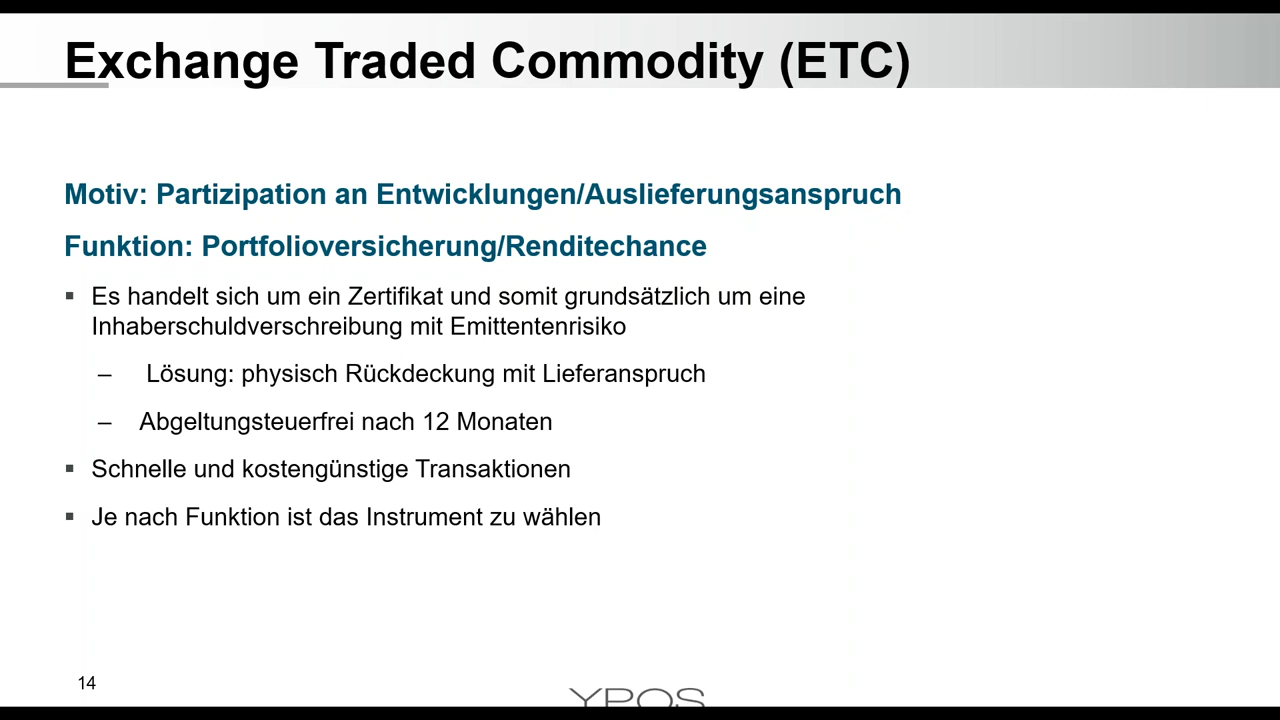 Exchange Traded Commodity (ETC)
Motiv: Partizipation an Entwicklungen/Auslieferungsanspruch
Funktion: Portfolioversicherung/Renditechance
▪ Es handelt sich um ein Zertifikat und somit grundsätzlich um eine
Inhaberschuldverschreibung mit Emittentenrisiko
– Lösung: physisch Rückdeckung mit Lieferanspruch
– Abgeltungsteuerfrei nach 12 Monaten
▪ Schnelle und kostengünstige Transaktionen
▪ Je nach Funktion ist das Instrument zu wählen
14
YPOS